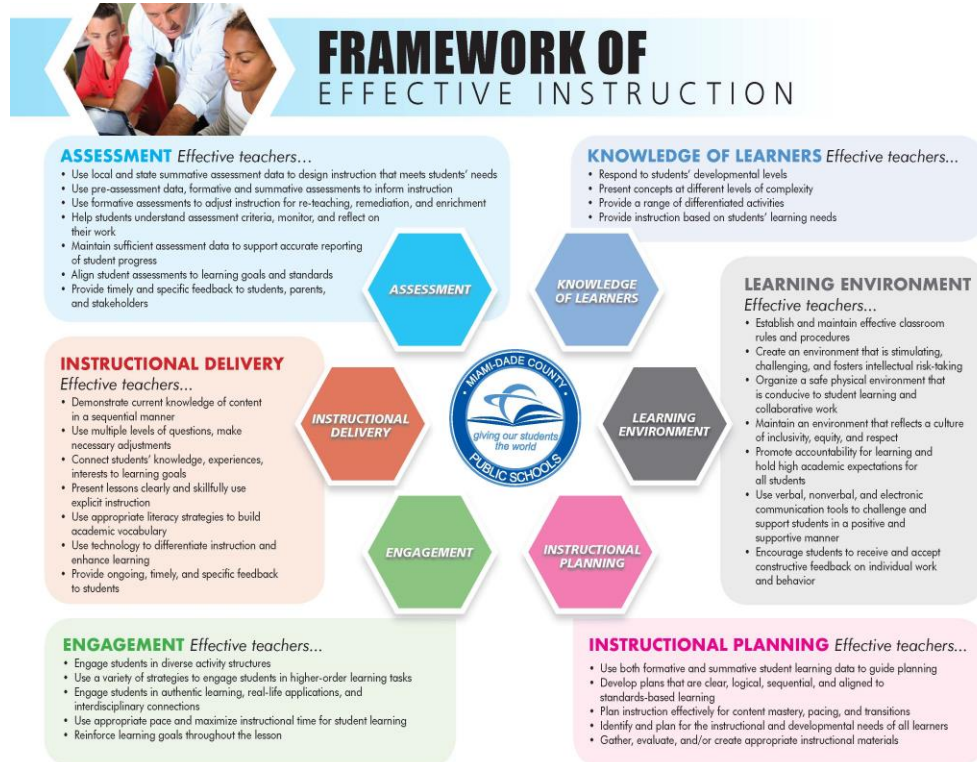 FRAMEWORK OF
EFFECTIVE INSTRUCTION
ASSESSMENT Effective teachers...
• Use local and state summative assessment data to design instruction that meets students' needs
• Use pre-assessment data, formative and summative assessments to inform instruction
• Use formative assessments to adjust instruction for re-teaching, remediation, and enrichment
• Help students understand assessment criteria, monitor, and reflect on
their work
• Maintain sufficient assessment data to support accurate reporting
of student progress
• Align student assessments to learning goals and standards
• Provide timely and specific feedback to students, parents,
and stakeholders
KNOWLEDGE OF LEARNERS Effective teachers...
• Respond to students' developmental levels
• Present concepts at different levels of complexity
• Provide a range of differentiated activities
• Provide instruction based on students' learning needs
ASSESSMENT
KNOWLEDGE
OF LEARNERS
LEARNING ENVIRONMENT
Effective teachers...
• Establish and maintain effective classroom
rules and procedures
• Create an environment that is stimulating,
challenging, and fosters intellectual risk-taking
• Organize a safe physical environment that
is conducive to student learning and
collaborative work
• Maintain an environment that reflects a culture
of inclusivity, equity, and respect
• Promote accountability for learning and
hold high academic expectations for
all students
• Use verbal, nonverbal, and electronic
communication tools to challenge and
support students in a positive and
supportive manner
• Encourage students to receive and accept
constructive feedback on individual work
and behavior
INSTRUCTIONAL DELIVERY
Effective teachers...
• Demonstrate current knowledge of content
in a sequential manner
• Use multiple levels of questions, make
necessary adjustments
• Connect students' knowledge, experiences,
interests to learning goals
• Present lessons clearly and skillfully use
explicit instruction
• Use appropriate literacy strategies to build
academic vocabulary
• Use technology to differentiate instruction and
enhance learning
• Provide ongoing, timely, and specific feedback
to students
INSTRUCTIONAL
DELIVERY
MIAMI-DADE COUNTY
giving our students
the world
PUBLIC SCHOOLS
LEARNING
ENVIRONMENT
ENGAGEMENT
INSTRUCTIONAL
PLANNING
ENGAGEMENT Effective teachers...
• Engage students in diverse activity structures
• Use a variety of strategies to engage students in higher-order learning tasks
• Engage students in authentic learning, real-life applications, and
interdisciplinary connections
• Use appropriate pace and maximize instructional time for student learning
• Reinforce learning goals throughout the lesson
INSTRUCTIONAL PLANNING Effective teachers...
• Use both formative and summative student learning data to guide planning
• Develop plans that are clear, logical, sequential, and aligned to
standards-based learning
• Plan instruction effectively for content mastery, pacing, and transitions
• Identify and plan for the instructional and developmental needs of all learners
• Gather, evaluate, and/or create appropriate instructional materials